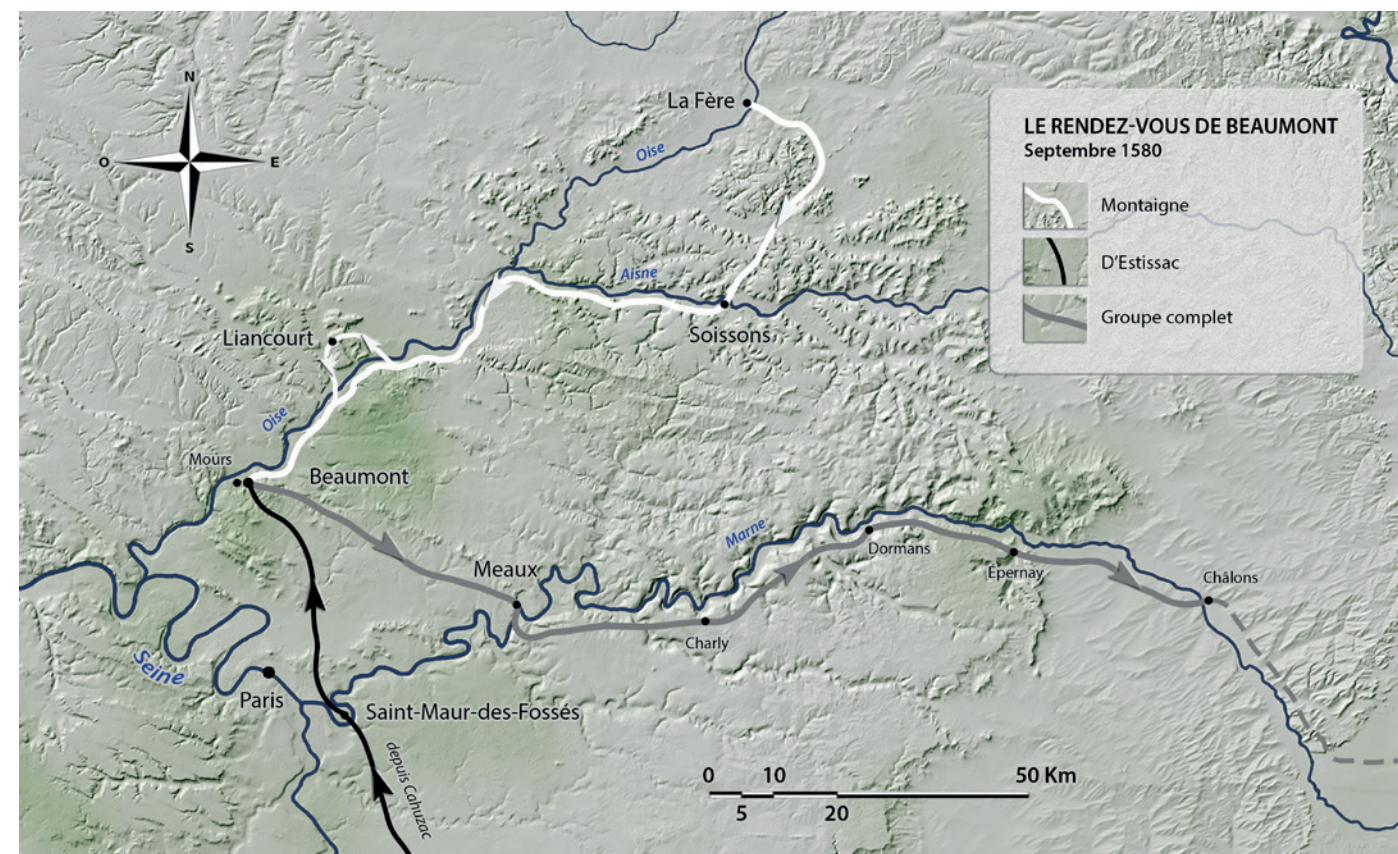 N
O
E
S
La Fère
Oise
LE RENDEZ-VOUS DE BEAUMONT
Septembre 1580
Montaigne
D'Estissac
Groupe complet
Aisne
Soissons
Liancourt
Oise
Mours
Beaumont
Marne
Dormans
Meaux
Épernay
Châlons
Charly
Seine
Paris
Saint-Maur-des-Fossés
depuis Cahuzac
0 10 50 Km
5 20